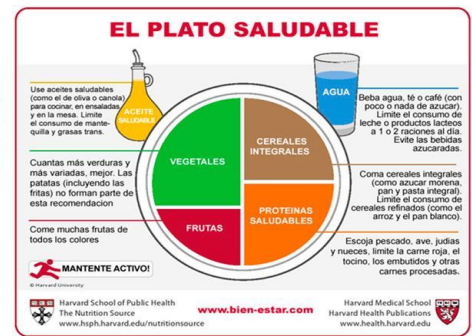 EL PLATO SALUDABLE
Use aceites saludables
(como el de oliva o canola)
para cocinar, en ensaladas
y en la mesa. Limite
el consumo de mante-
quilla y grasas trans.
ACEITE
SALUDABLE
AGUA
Beba agua, té o café (con
poco o nada de azucar).
Limite el consumo de
leche o productos lacteos
a 1 o 2 raciones al día.
Evite las bebidas
azucaradas.
VEGETALES
CEREALES
INTEGRALES
Cuantas más verduras y
más variadas, mejor. Las
patatas (incluyendo las
fritas) no forman parte de
esta recomendacion
Coma cereales integrales
(como azucar morena,
pan y pasta integral).
Limite el consumo de
cereales refinados (como el
arroz y el pan blanco).
FRUTAS
PROTEINAS
SALUDABLES
Come muchas frutas de
todos los colores
Escoja pescado, ave, judias
y nueces, limite la carne roja, el
tocino, los embutidos y otras
carnes procesadas.
MANTENTE ACTIVO!
© Harvard University
Harvard School of Public Health
The Nutrition Source
www.hsph.harvard.edu/nutritionsource
www.bien-estar.com
Harvard Medical School
Harvard Health Publications
www.health.harvard.edu